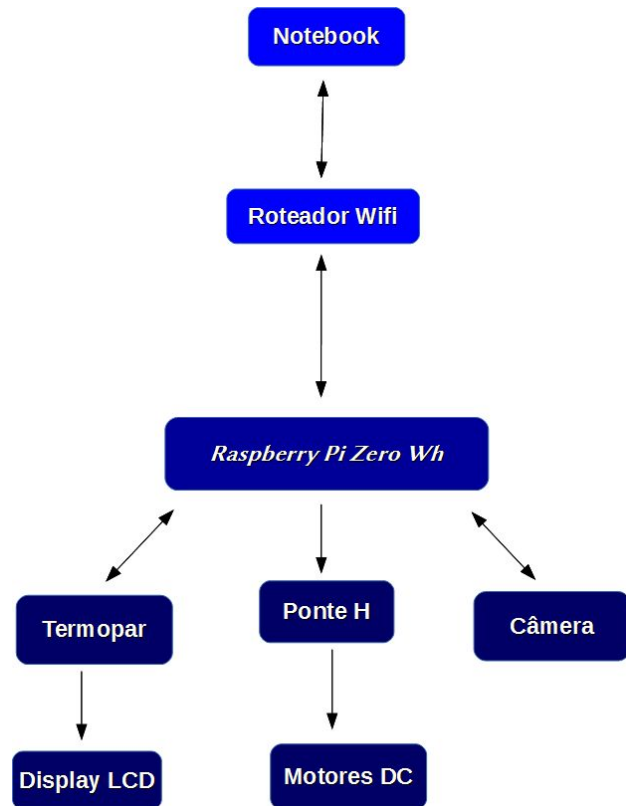 Notebook
Roteador Wifi
Raspberry Pi Zero Wh
Termopar
Ponte H
Câmera
Display LCD
Motores DC